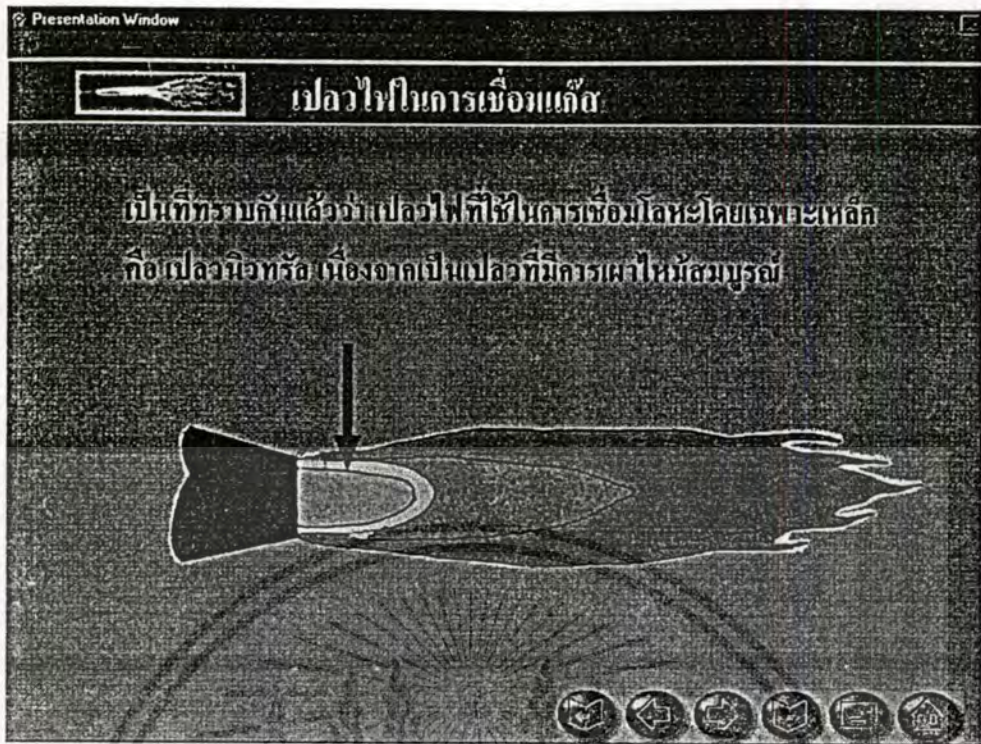 Presentation Window
เปลวไฟในการเชื่อมแก๊ส
เป็นที่ทราบกันแล้วว่า เปลวไฟที่ใช้ในการเชื่อมโลหะโดยเฉพาะเหล็ก
คือ เปลวนิวทรัล เนื่องจากเป็นเปลวที่มีการเผาไหม้สมบูรณ์